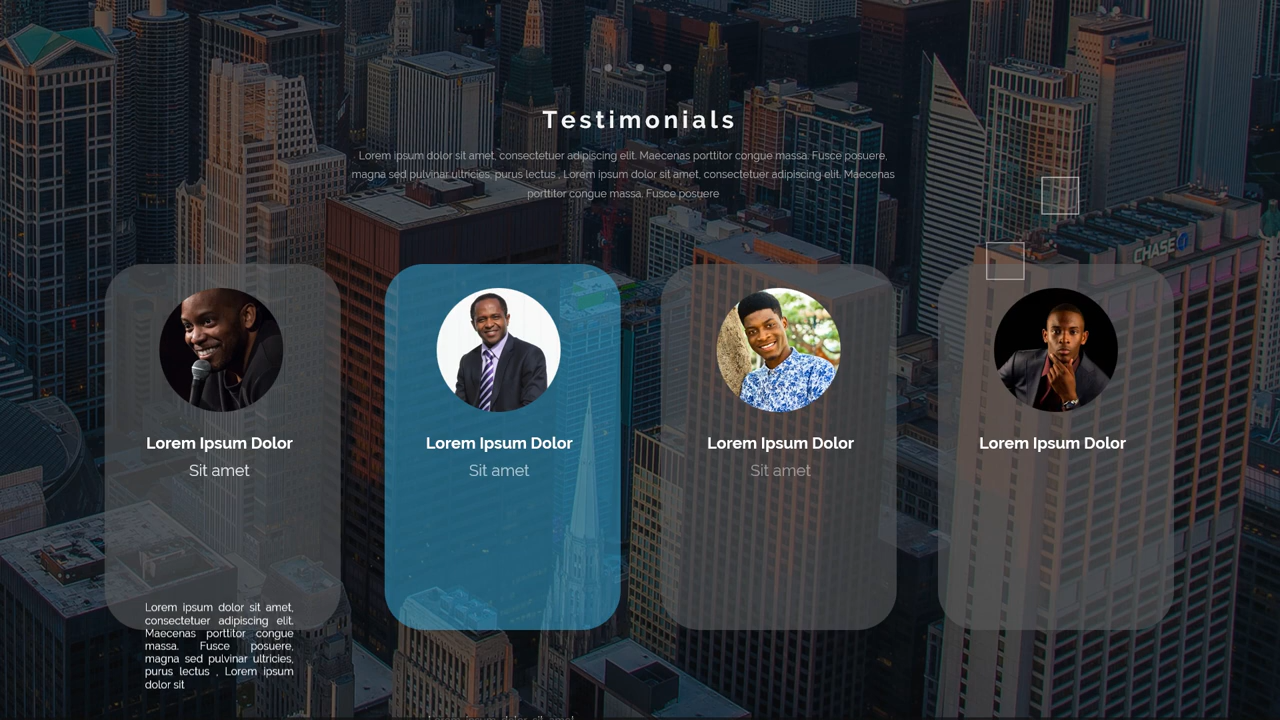 Testimonials
Lorem ipsum dolor sit amet, consectetuer adipiscing elit. Maecenas porttitor congue massa. Fusce posuere,
magna sed pulvinar ultricies, purus lectus , Lorem ipsum dolor sit amet, consectetuer adipiscing elit. Maecenas
porttitor congue massa. Fusce posuere
CHASE
Lorem Ipsum Dolor
Sit amet
Lorem ipsum dolor sit amet,
consectetuer adipiscing elit.
Maecenas porttitor congue
massa. Fusce posuere,
magna sed pulvinar ultricies,
purus lectus , Lorem ipsum
dolor sit
Lorem Ipsum Dolor
Sit amet
Lorem Ipsum Dolor
Sit amet
Lorem Ipsum Dolor